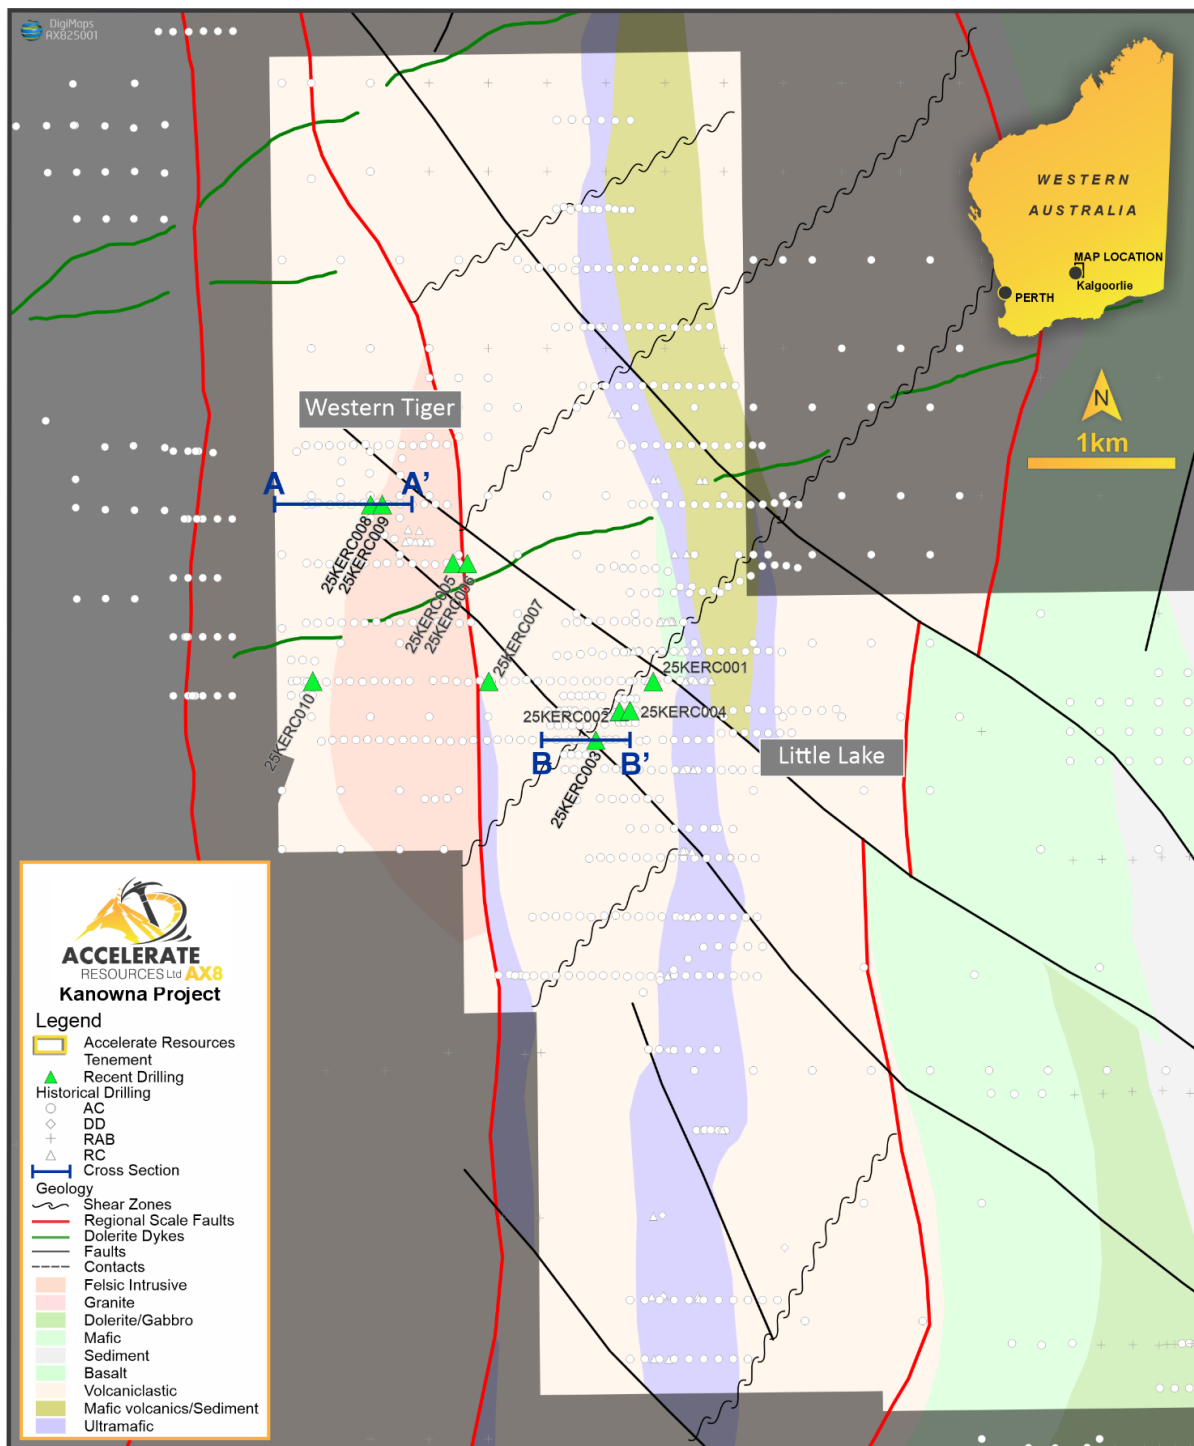 DigiMaps
AX82S001
WESTERN
AUSTRALIA
MAP LOCATION
Kalgoorlie
PERTH
N
1km
Western Tiger
A
A'
25KERC008
25KERC009
25KERC005
25KERC006
25KERC007
25KERC001
25KERC010
25KERC002
25KERC004
B
B'
25KERC003
Little Lake
ACCELERATE
RESOURCES Ltd AX8
Kanowna Project
Legend
Accelerate Resources
Tenement
Recent Drilling
Historical Drilling
AC
DD
RAB
RC
Cross Section
Geology
Shear Zones
Regional Scale Faults
Dolerite Dykes
Faults
Contacts
Felsic Intrusive
Granite
Dolerite/Gabbro
Mafic
Sediment
Basalt
Volcaniclastic
Mafic volcanics/Sediment
Ultramafic